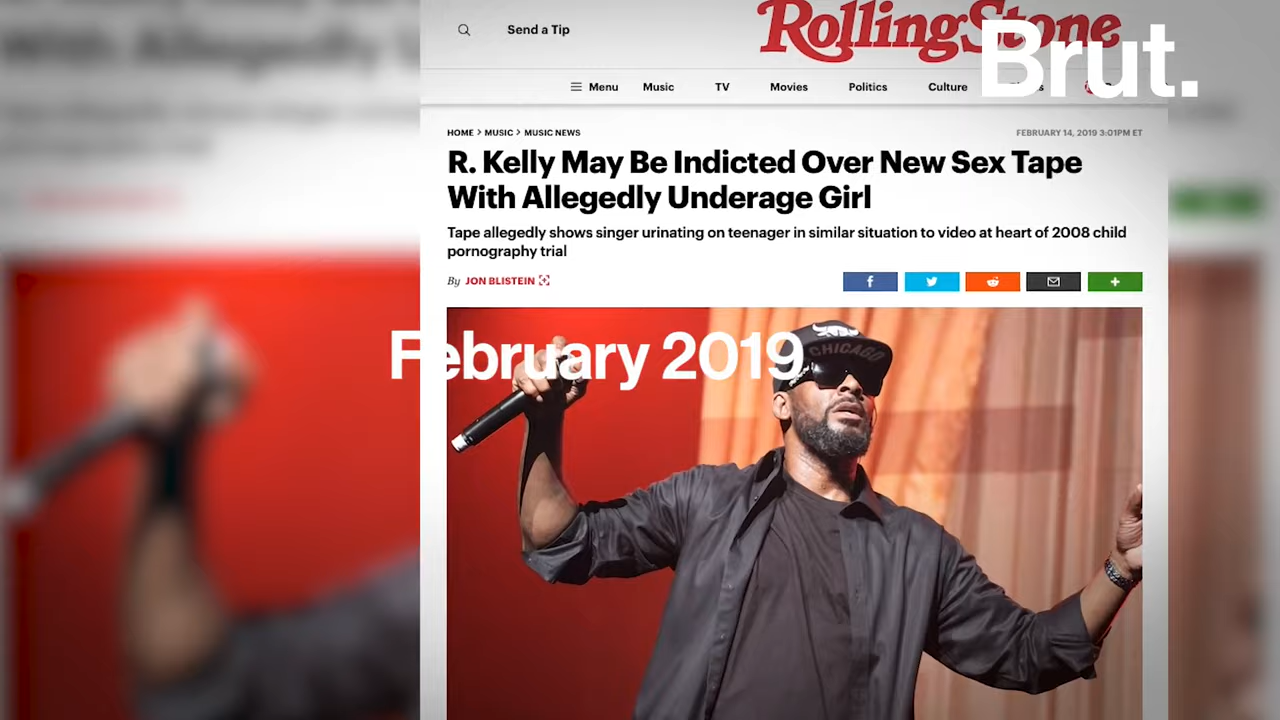 RollingStone
Brut.
Send a Tip
Menu Music TV Movies Politics Culture
HOME > MUSIC > MUSIC NEWS
FEBRUARY 14, 2019 3:01PM ET
R. Kelly May Be Indicted Over New Sex Tape
With Allegedly Underage Girl
Tape allegedly shows singer urinating on teenager in similar situation to video at heart of 2008 child
pornography trial
By JON BLISTEIN
February 2019
CHICAGO